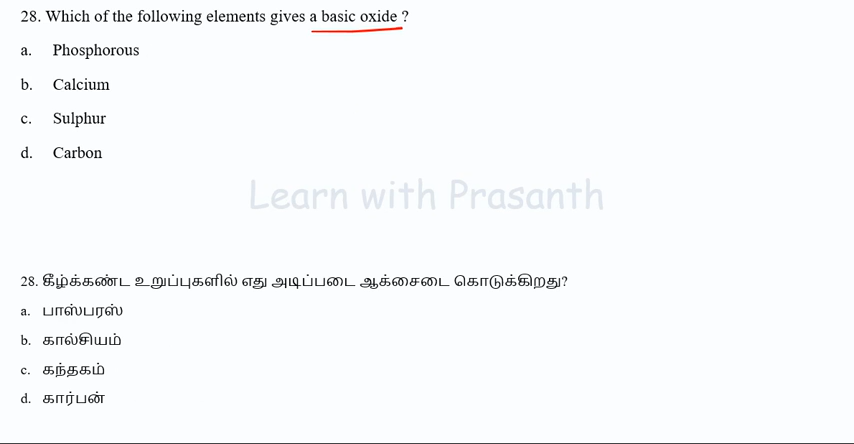 28. Which of the following elements gives a basic oxide ?
a. Phosphorous
b. Calcium
c. Sulphur
d. Carbon
Learn with Prasanth
28. கீழ்க்கண்ட உறுப்புகளில் எது அடிப்படை ஆக்சைடை கொடுக்கிறது?
a. பாஸ்பரஸ்
b. கால்சியம்
c. கந்தகம்
d. கார்பன்